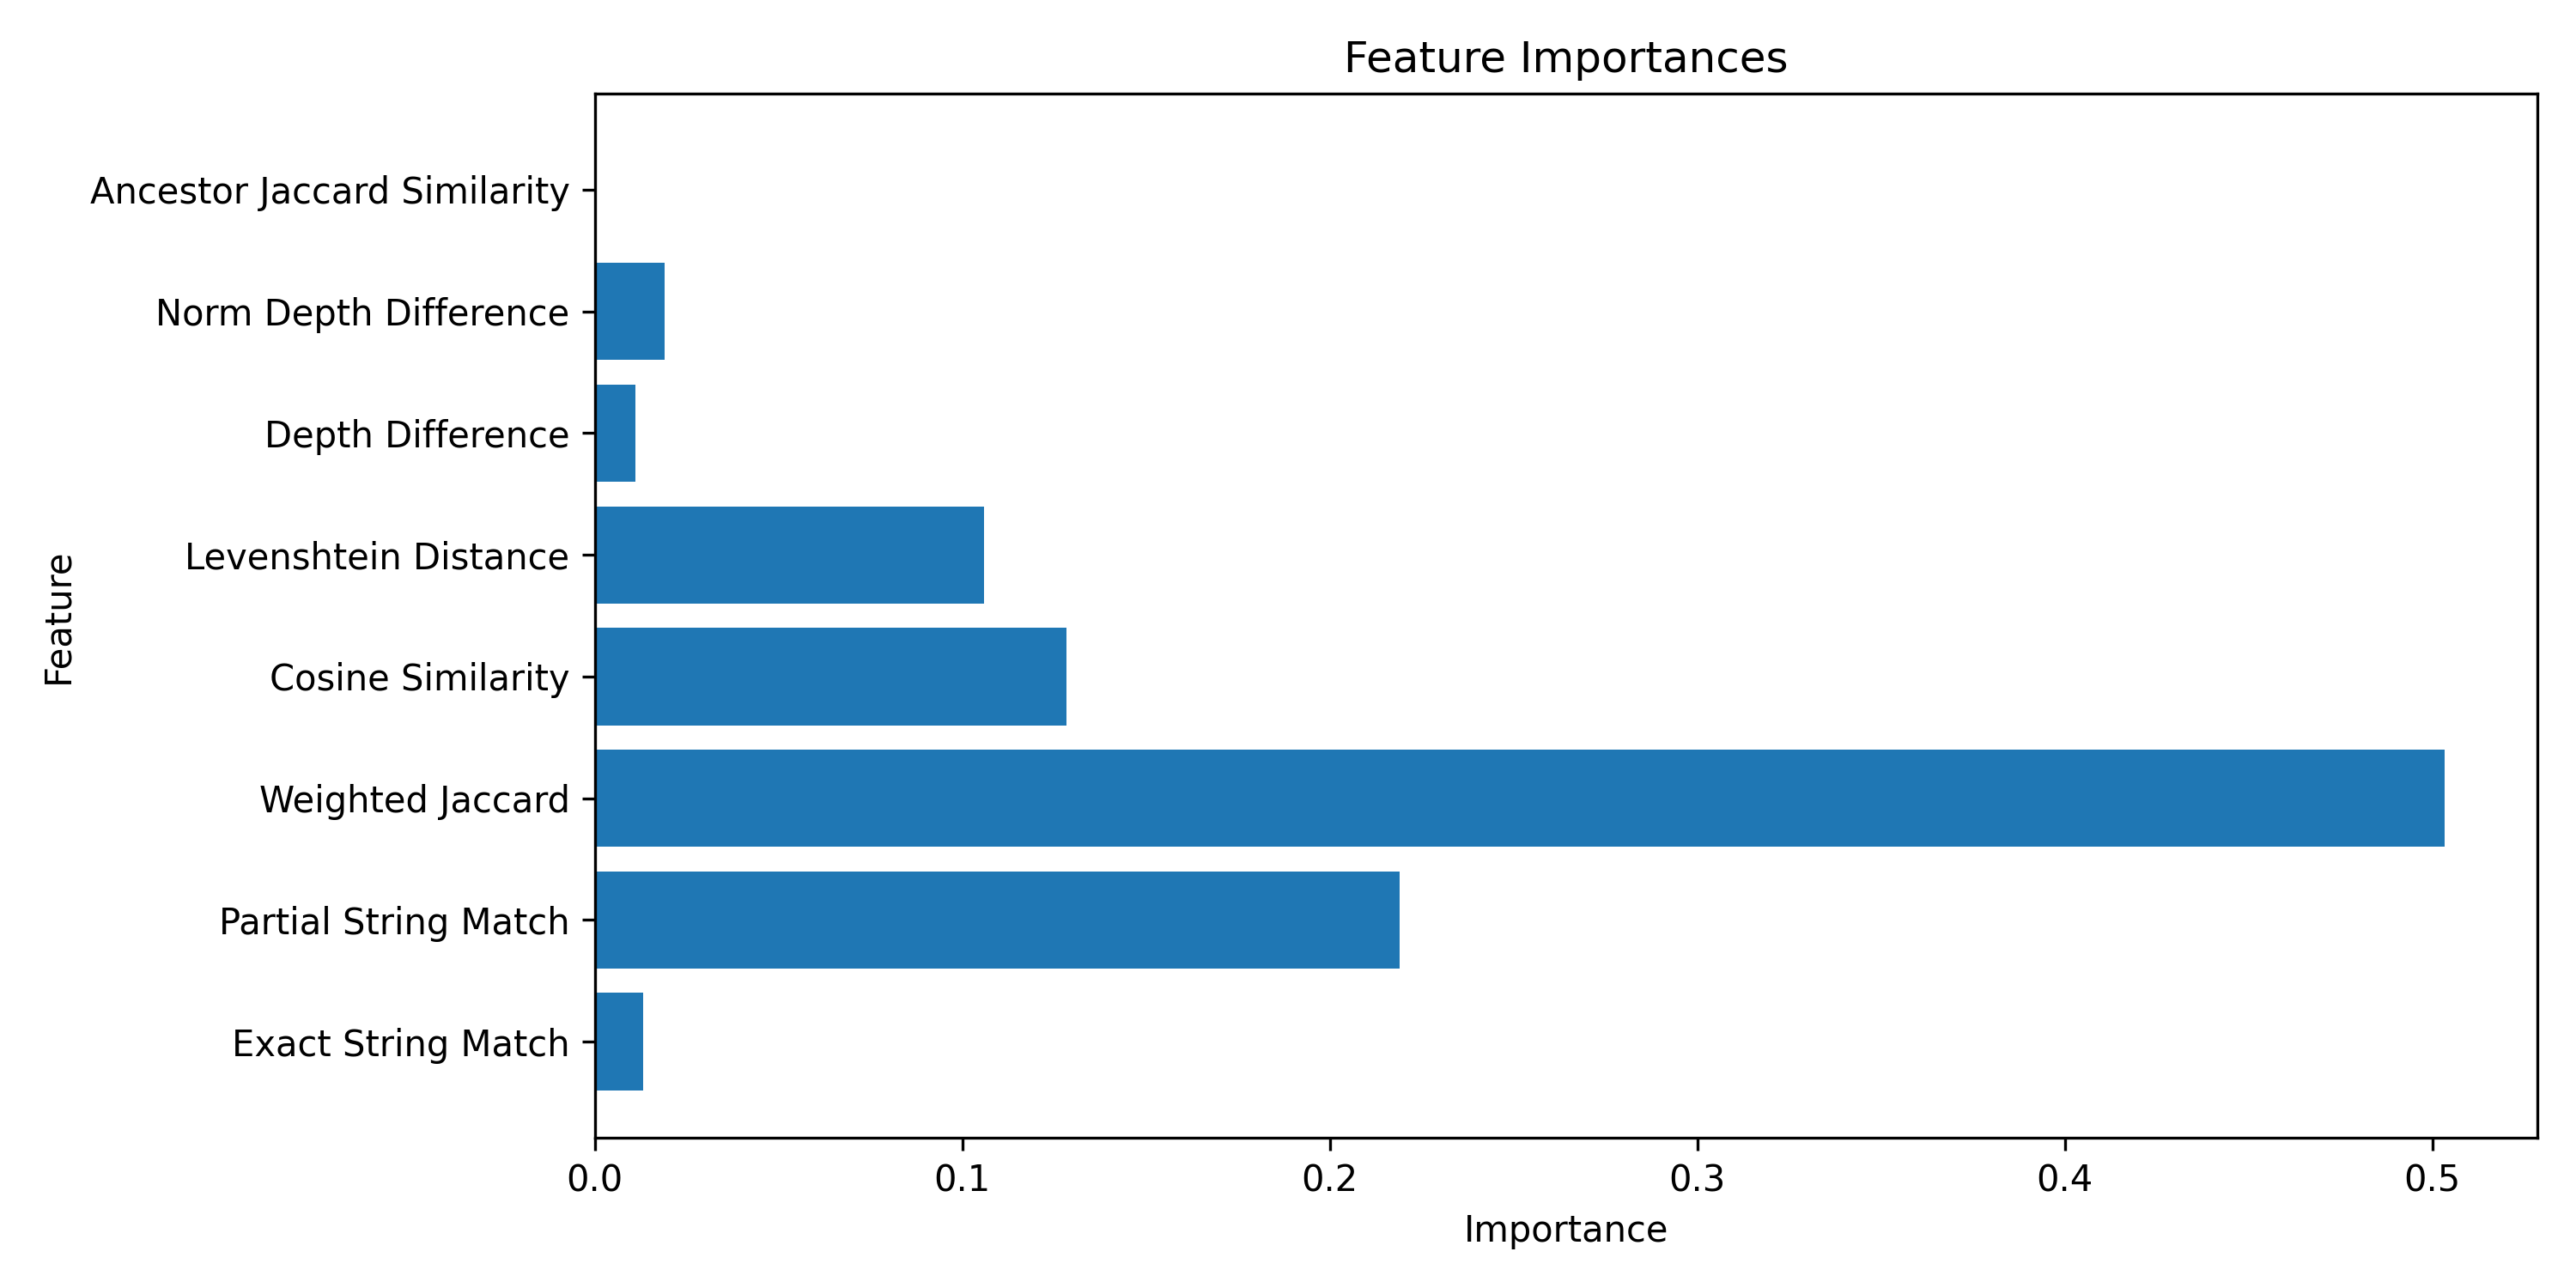 Feature Importances
Ancestor Jaccard Similarity
Norm Depth Difference
Depth Difference
Levenshtein Distance
Cosine Similarity
Weighted Jaccard
Partial String Match
Exact String Match
Feature
0.0 0.1 0.2 0.3 0.4 0.5
Importance